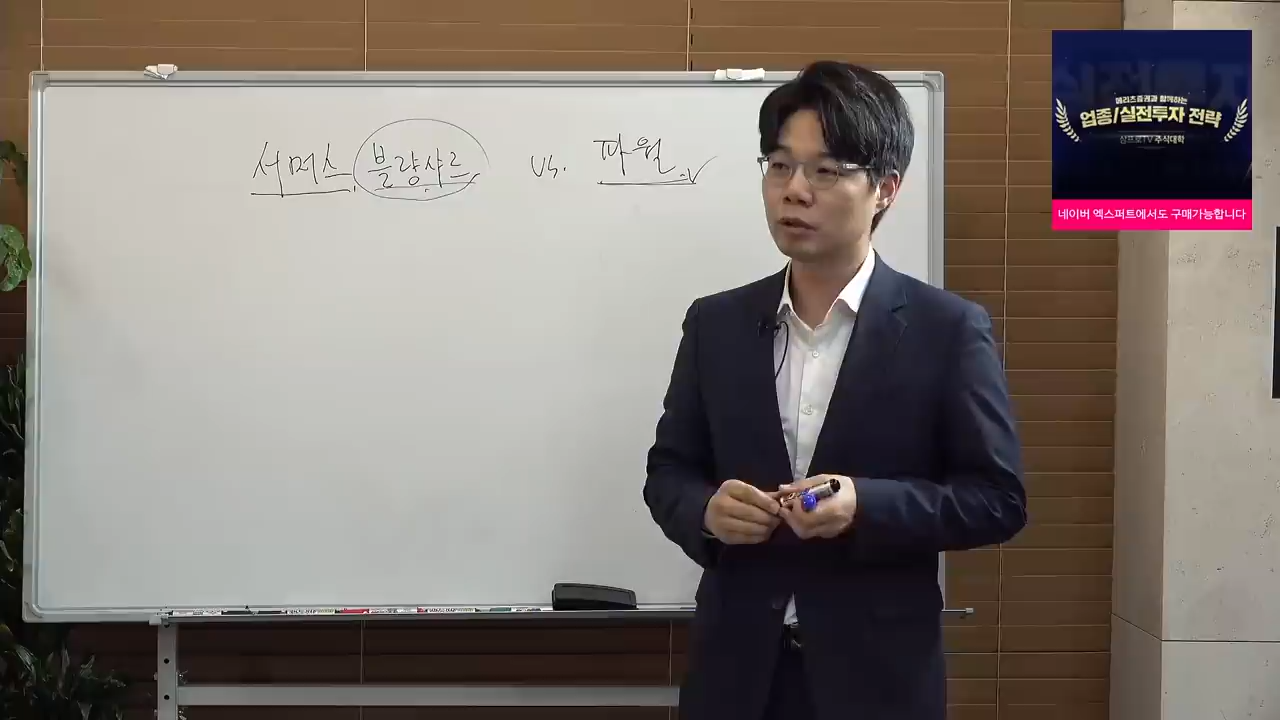 서머스 블랑샤르 vs. 파월
메리츠증권과 함께하는
업종/실전투자 전략
삼프로TV 주식대학
네이버 엑스퍼트에서도 구매가능합니다